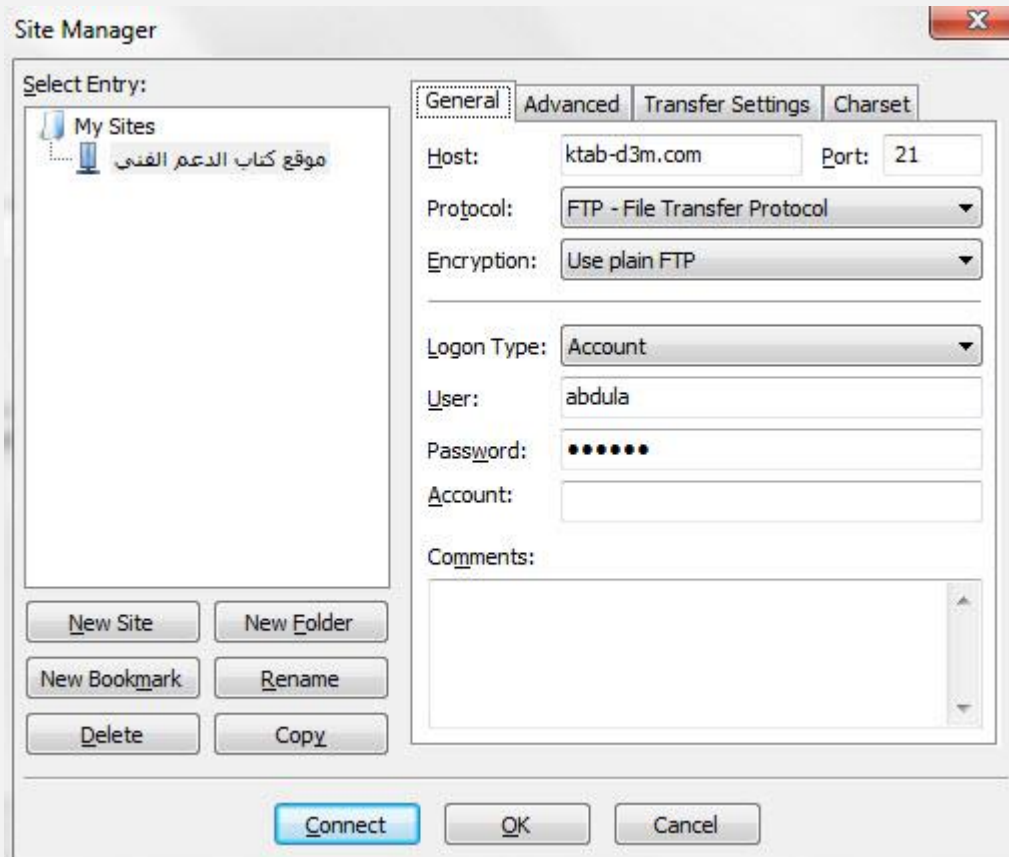 Site Manager
Select Entry:
My Sites
موقع كتاب الدعم الفني
New Site
New Folder
New Bookmark
Rename
Delete
Copy
General
Advanced
Transfer Settings
Charset
Host:
ktab-d3m.com
Port:
21
Protocol:
FTP - File Transfer Protocol
Encryption:
Use plain FTP
Logon Type:
Account
User:
abdula
Password:
••••••
Account:
Comments:
Connect
OK
Cancel